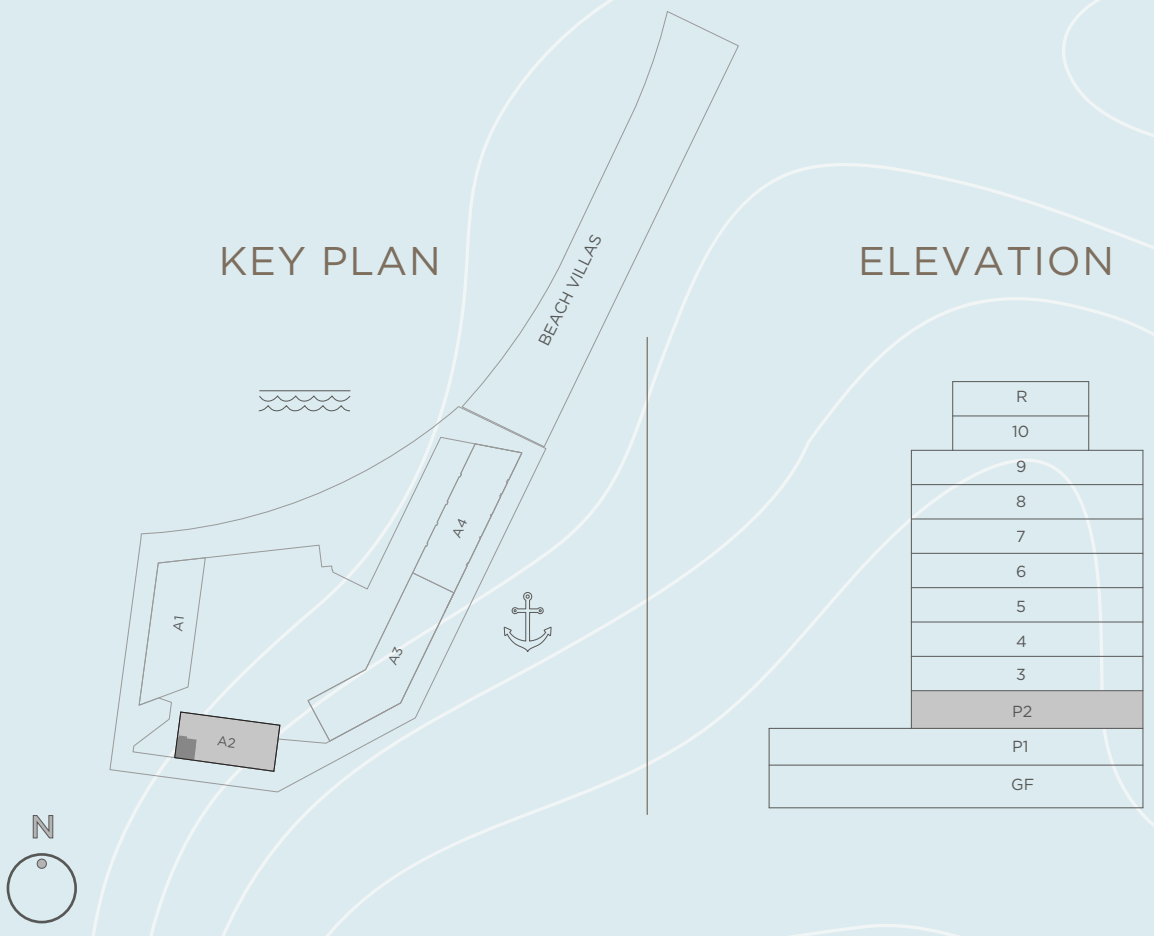 KEY PLAN
BEACH VILLAS
A4
A1
A3
A2
N
ELEVATION
R
10
9
8
7
6
5
4
3
P2
P1
GF